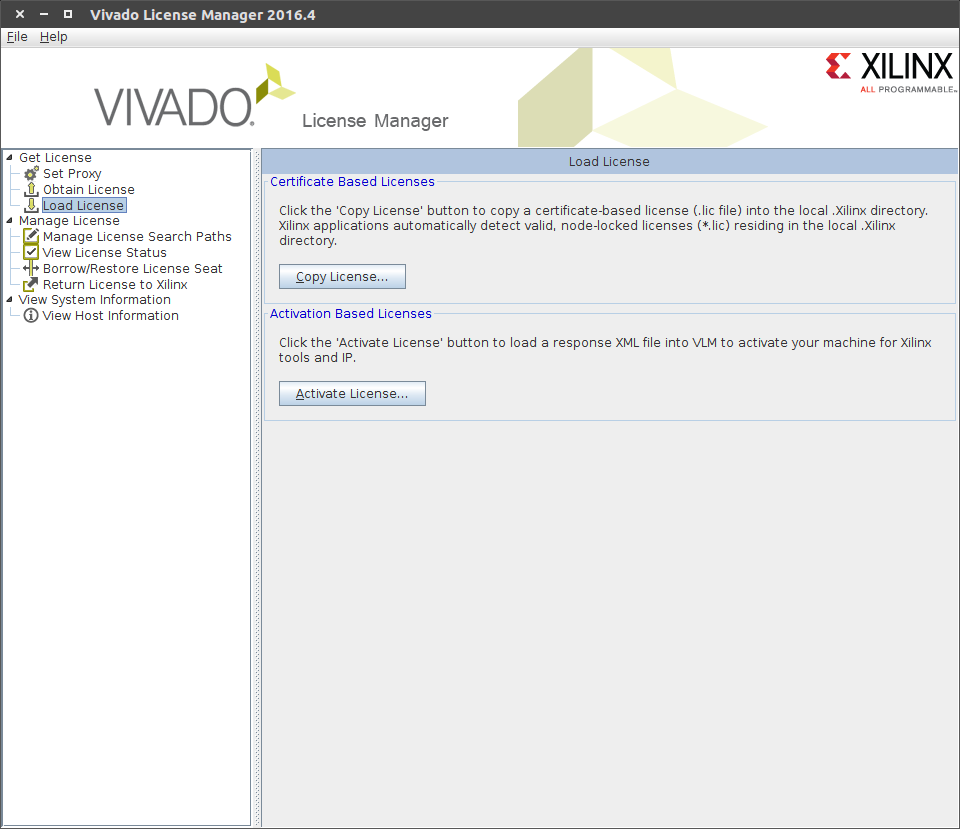 Vivado License Manager 2016.4
File Help
VIVADO. License Manager
XILINX
ALL PROGRAMMABLE™
Get License
Set Proxy
Obtain License
Load License
Manage License
Manage License Search Paths
View License Status
Borrow/Restore License Seat
Return License to Xilinx
View System Information
View Host Information
Load License
Certificate Based Licenses
Click the 'Copy License' button to copy a certificate-based license (.lic file) into the local .Xilinx directory.
Xilinx applications automatically detect valid, node-locked licenses (*.lic) residing in the local .Xilinx
directory.
Copy License...
Activation Based Licenses
Click the 'Activate License' button to load a response XML file into VLM to activate your machine for Xilinx
tools and IP.
Activate License...